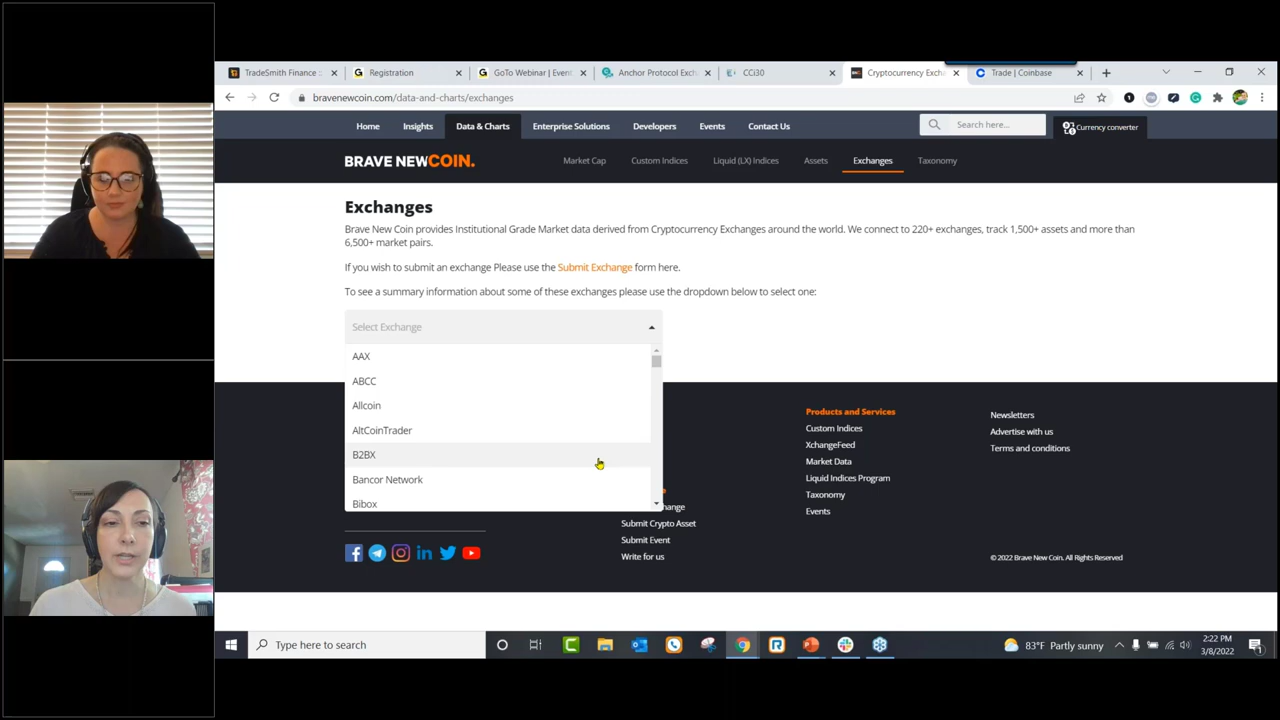 TradeSmith Finance ::
Registration
GoTo Webinar | Event
Anchor Protocol Exch
CCi30
Cryptocurrency Exch
Trade | Coinbase
bravenewcoin.com/data-and-charts/exchanges
Home
Insights
Data & Charts
Enterprise Solutions
Developers
Events
Contact Us
Search here...
Currency converter
BRAVE NEWCOIN.
Market Cap
Custom Indices
Liquid (LX) Indices
Assets
Exchanges
Taxonomy
Exchanges
Brave New Coin provides Institutional Grade Market data derived from Cryptocurrency Exchanges around the world. We connect to 220+ exchanges, track 1,500+ assets and more than
6,500+ market pairs.
If you wish to submit an exchange Please use the Submit Exchange form here.
To see a summary information about some of these exchanges please use the dropdown below to select one:
Select Exchange
AAX
ABCC
Allcoin
AltCoinTrader
B2BX
Bancor Network
Bibox
Submit Crypto Asset
Submit Event
Write for us
Products and Services
Custom Indices
XchangeFeed
Market Data
Liquid Indices Program
Taxonomy
Events
Newsletters
Advertise with us
Terms and conditions
© 2022 Brave New Coin. All Rights Reserved
Type here to search
83°F Partly sunny
2:22 PM
3/8/2022